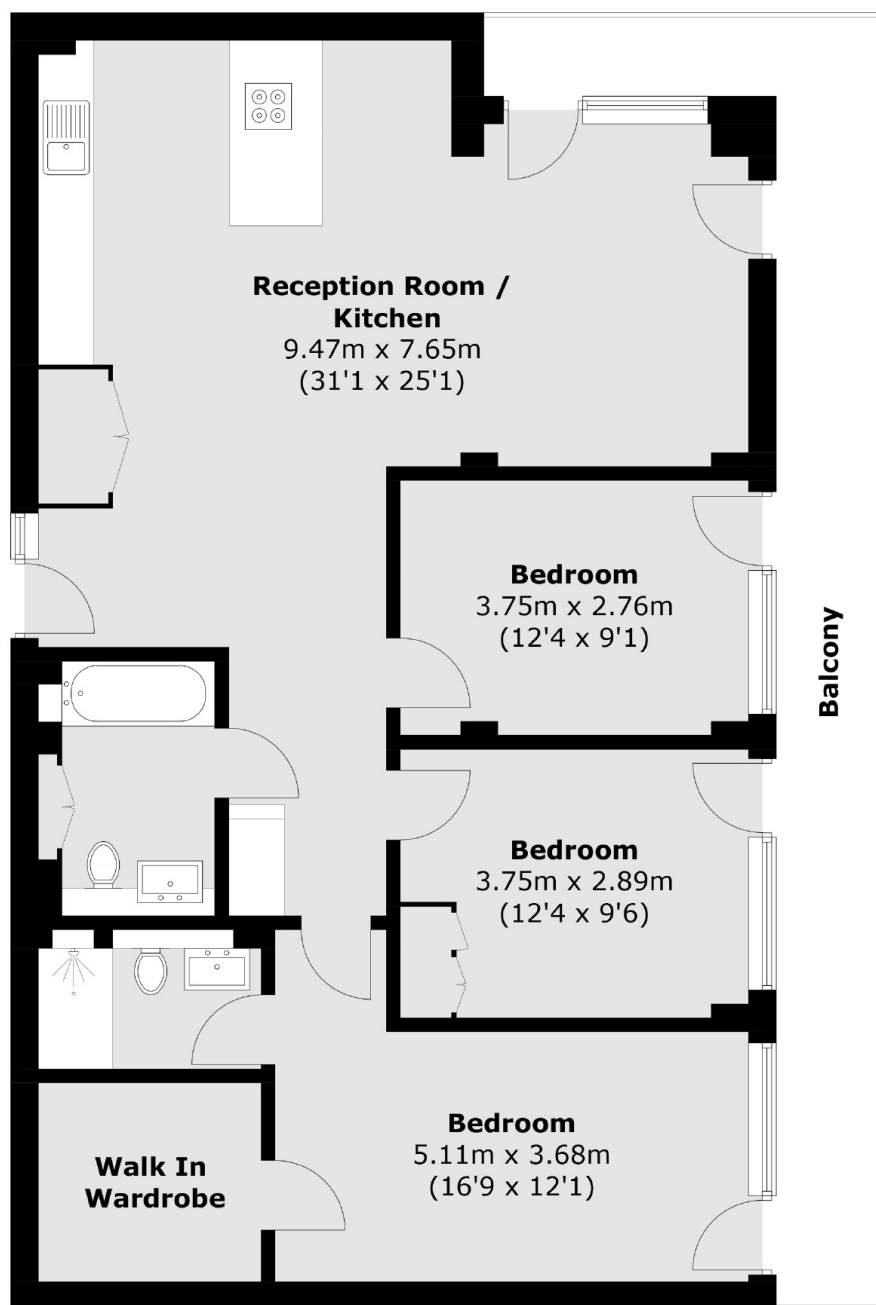 Reception Room /
Kitchen
9.47m x 7.65m
(31'1 x 25'1)
Bedroom
3.75m x 2.76m
(12'4 x 9'1)
Balcony
Bedroom
3.75m x 2.89m
(12'4 x 9'6)
Bedroom
5.11m x 3.68m
(16'9 x 12'1)
Walk In
Wardrobe